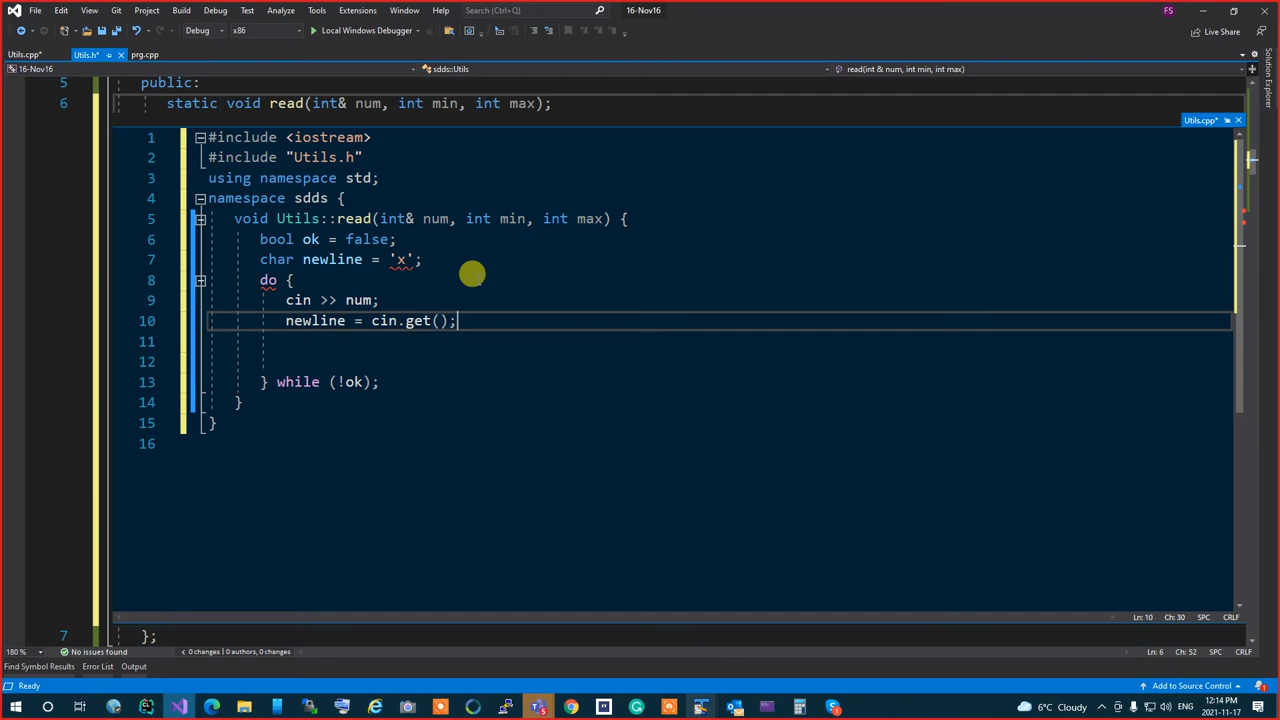 File Edit View Git Project Build Debug Test Analyze Tools Extensions Window Help Search (Ctrl+Q) 16-Nov16 FS
Debug x86 Local Windows Debugger Live Share
Utils.cpp* Utils.h* prg.cpp
16-Nov16 sdds::Utils read(int & num, int min, int max)
Solution Explorer
5 public:
6 static void read(int& num, int min, int max);
Utils.cpp*
1 #include <iostream>
2 #include "Utils.h"
3 using namespace std;
4 namespace sdds {
5 void Utils::read(int& num, int min, int max) {
6 bool ok = false;
7 char newline = 'x';
8 do {
9 cin >> num;
10 newline = cin.get();
11
12
13 } while (!ok);
14 }
15 }
16
Ln: 10 Ch: 30 SPC CRLF
7 };
180 % No issues found 0 changes | 0 authors, 0 changes Ln: 6 Ch: 52 SPC CRLF
Find Symbol Results Error List Output
Ready Add to Source Control
6°C Cloudy ENG 12:14 PM
2021-11-17